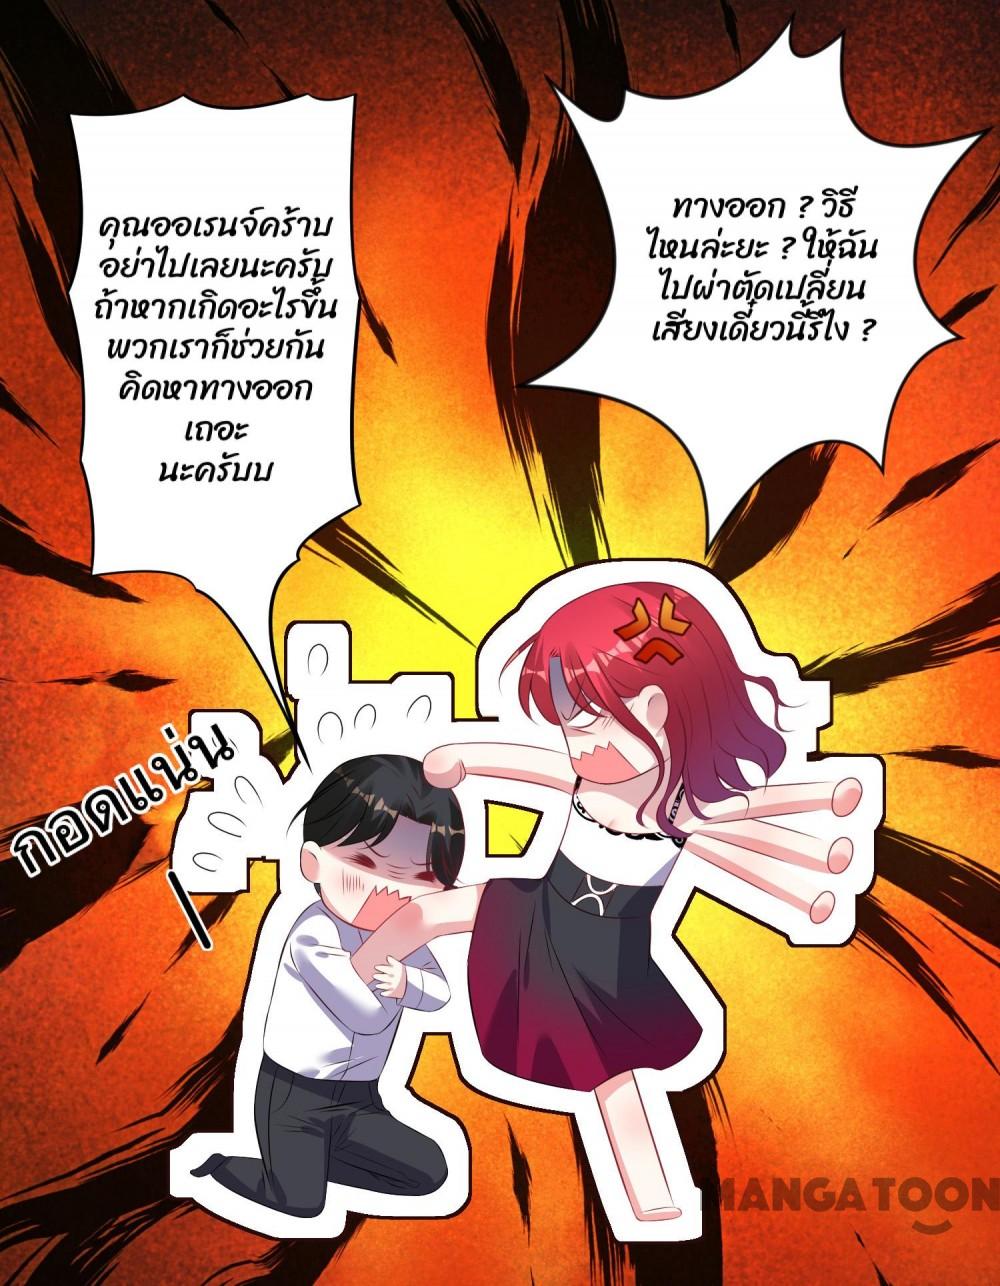 คุณออเรนจ์คร้าบ
อย่าไปเลยนะครับ
ถ้าหากเกิดอะไรขึ้น
พวกเราก็ช่วยกัน
คิดหาทางออก
เถอะ
นะครับบ
ทางออก ? วิธี
ไหนล่ะยะ ? ให้ฉัน
ไปผ่าตัดเปลี่ยน
เสียงเดี๋ยวนี้รึไง ?
กอดแน่น
MANGATOON